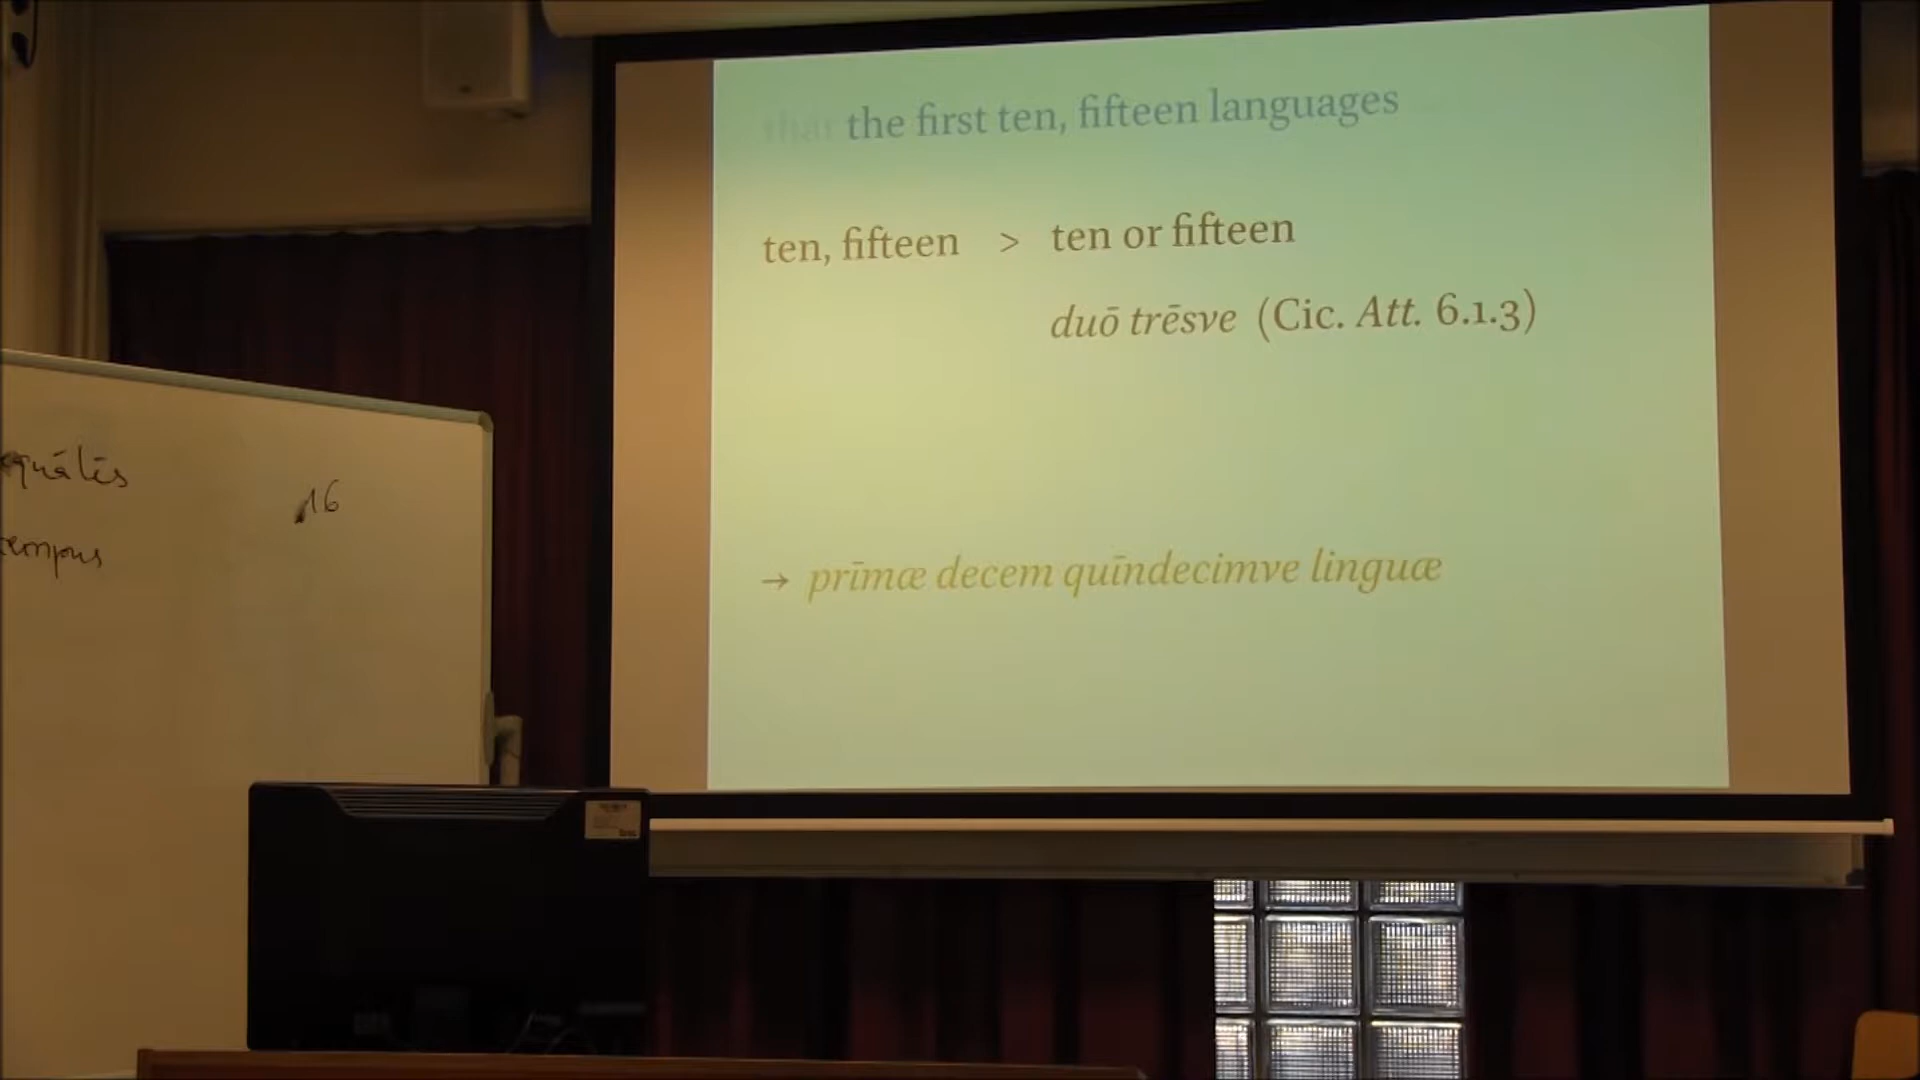 that the first ten, fifteen languages
ten, fifteen > ten or fifteen
duō trēsve (Cic. Att. 6.1.3)
→ prīmæ decem quīndecimve linguæ
16